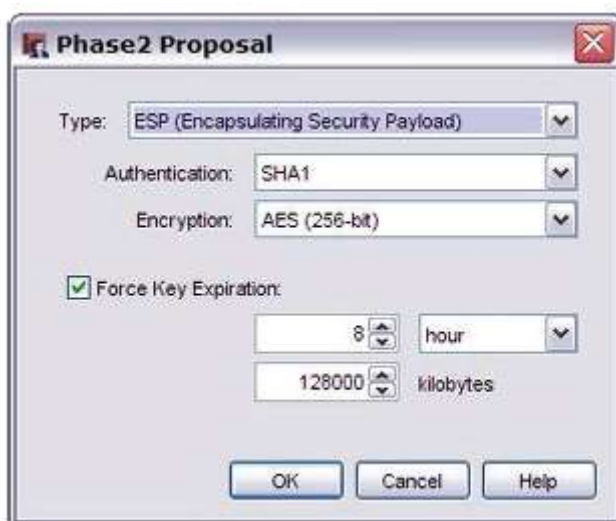 Phase2 Proposal
Type: ESP (Encapsulating Security Payload)
Authentication: SHA1
Encryption: AES (256-bit)
Force Key Expiration:
8 hour
128000 kilobytes
OK Cancel Help